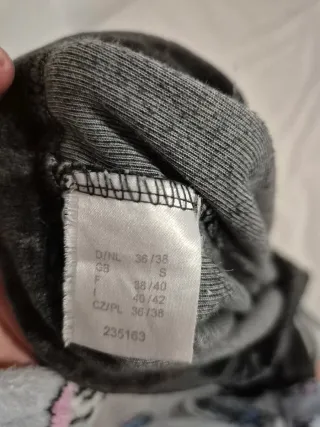 D/NL 36/38
GB S
F 38/40
I 40/42
CZ/PL 36/38
235163